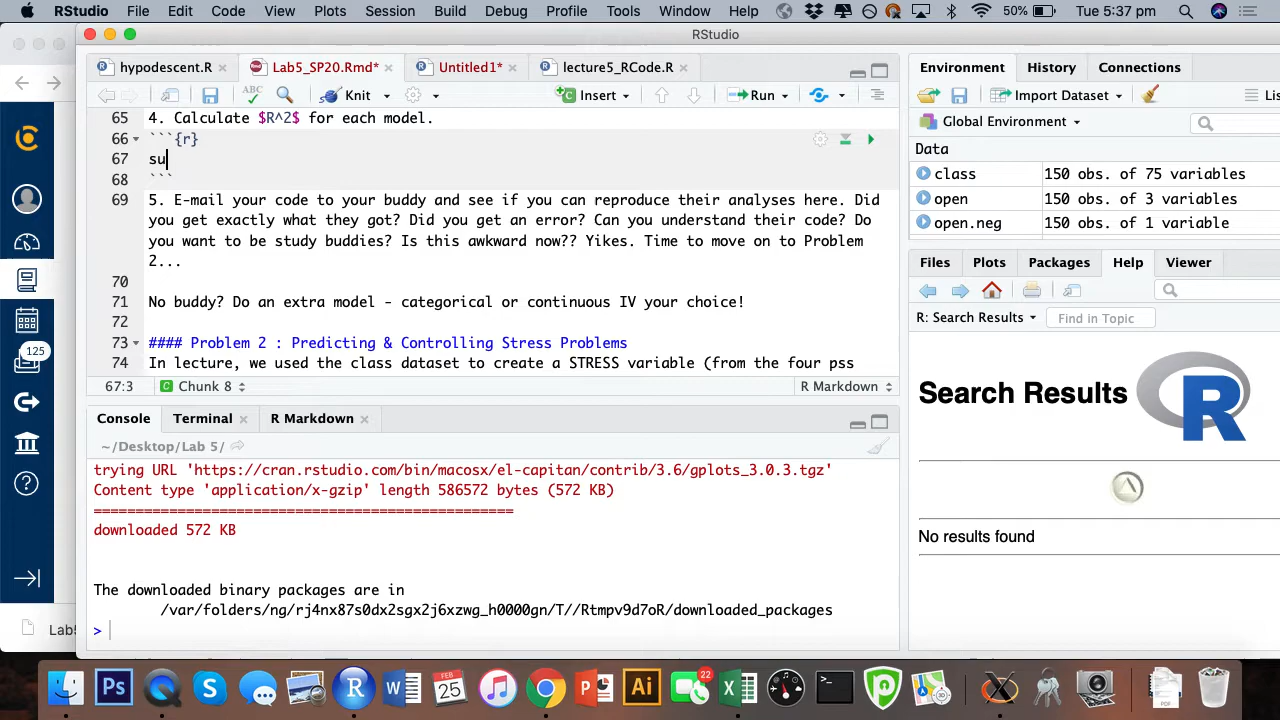 RStudio File Edit Code View Plots Session Build Debug Profile Tools Window Help 50% Tue 5:37 pm
RStudio
hypodescent.R Lab5_SP20.Rmd* Untitled1* lecture5_RCode.R
ABC Knit Insert Run
65 4. Calculate $R^2$ for each model.
66 ```{r}
67 su
68 ```
69 5. E-mail your code to your buddy and see if you can reproduce their analyses here. Did
you get exactly what they got? Did you get an error? Can you understand their code? Do
you want to be study buddies? Is this awkward now?? Yikes. Time to move on to Problem
2...
70
71 No buddy? Do an extra model - categorical or continuous IV your choice!
72
73 #### Problem 2 : Predicting & Controlling Stress Problems
74 In lecture, we used the class dataset to create a STRESS variable (from the four pss
67:3 Chunk 8 R Markdown
Console Terminal R Markdown
~/Desktop/Lab 5/
trying URL 'https://cran.rstudio.com/bin/macosx/el-capitan/contrib/3.6/gplots_3.0.3.tgz'
Content type 'application/x-gzip' length 586572 bytes (572 KB)
==================================================
downloaded 572 KB
The downloaded binary packages are in
/var/folders/ng/rj4nx87s0dx2sgx2j6xzwg_h0000gn/T//Rtmpv9d7oR/downloaded_packages
>
Environment History Connections
Import Dataset Lis
Global Environment
Data
class 150 obs. of 75 variables
open 150 obs. of 3 variables
open.neg 150 obs. of 1 variable
Files Plots Packages Help Viewer
R: Search Results Find in Topic
Search Results R
No results found
125
Lab5
Ps S R W FEB 25 P Ai 22 X PDF